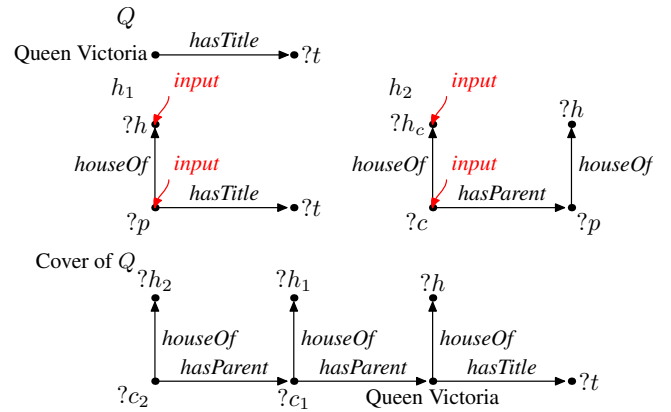 Q
Queen Victoria hasTitle ?t
h₁ input h₂ input
?h ?h_c ?h
houseOf input houseOf input houseOf
hasTitle hasParent
?p ?t ?c ?p
Cover of Q
?h₂ ?h₁ ?h
houseOf houseOf houseOf
hasParent hasParent hasTitle
?c₂ ?c₁ Queen Victoria ?t